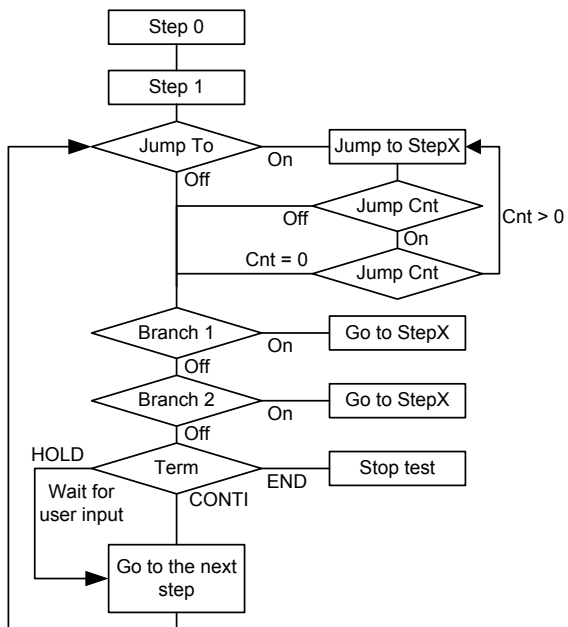 Step 0
Step 1
Jump To
On
Jump to StepX
Off
Off
Jump Cnt
On
Cnt > 0
Cnt = 0
Jump Cnt
Branch 1
On
Go to StepX
Off
Branch 2
On
Go to StepX
Off
HOLD
Term
END
Stop test
Wait for
user input
CONTI
Go to the next
step